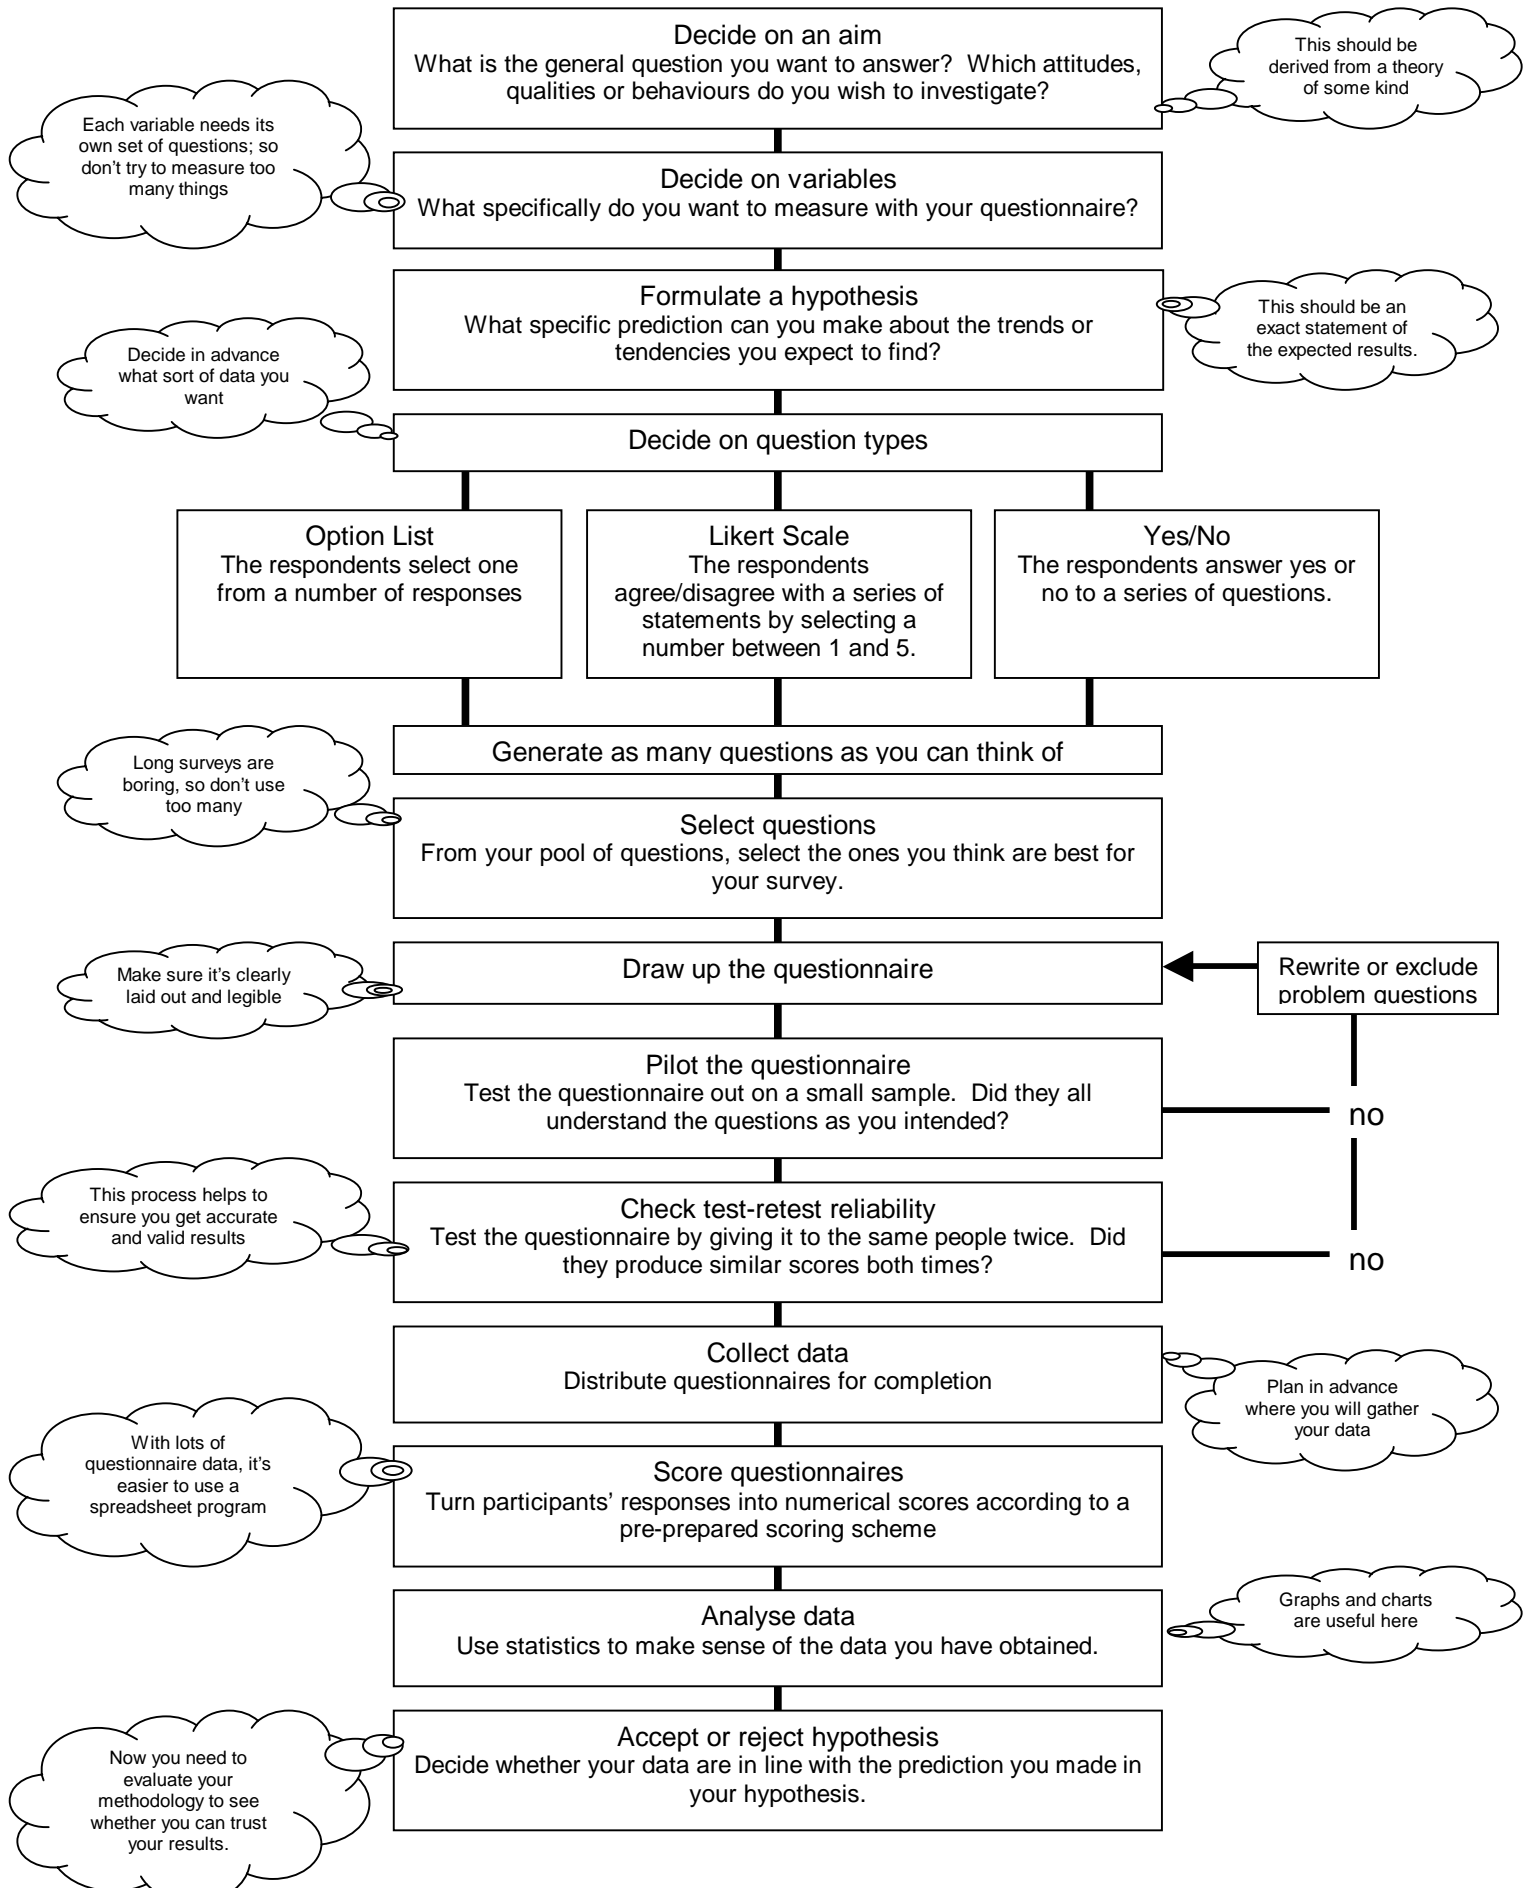 Decide on an aim
What is the general question you want to answer?  Which attitudes,
qualities or behaviours do you wish to investigate?
This should be
derived from a theory
of some kind
Each variable needs its
own set of questions; so
don't try to measure too
many things
Decide on variables
What specifically do you want to measure with your questionnaire?
Formulate a hypothesis
What specific prediction can you make about the trends or
tendencies you expect to find?
This should be an
exact statement of
the expected results.
Decide in advance
what sort of data you
want
Decide on question types
Option List
The respondents select one
from a number of responses
Likert Scale
The respondents
agree/disagree with a series of
statements by selecting a
number between 1 and 5.
Yes/No
The respondents answer yes or
no to a series of questions.
Generate as many questions as you can think of
Long surveys are
boring, so don't use
too many
Select questions
From your pool of questions, select the ones you think are best for
your survey.
Make sure it's clearly
laid out and legible
Draw up the questionnaire
Rewrite or exclude
problem questions
Pilot the questionnaire
Test the questionnaire out on a small sample.  Did they all
understand the questions as you intended?
no
This process helps to
ensure you get accurate
and valid results
Check test-retest reliability
Test the questionnaire by giving it to the same people twice.  Did
they produce similar scores both times?
no
Collect data
Distribute questionnaires for completion
Plan in advance
where you will gather
your data
With lots of
questionnaire data, it's
easier to use a
spreadsheet program
Score questionnaires
Turn participants' responses into numerical scores according to a
pre-prepared scoring scheme
Analyse data
Use statistics to make sense of the data you have obtained.
Graphs and charts
are useful here
Now you need to
evaluate your
methodology to see
whether you can trust
your results.
Accept or reject hypothesis
Decide whether your data are in line with the prediction you made in
your hypothesis.